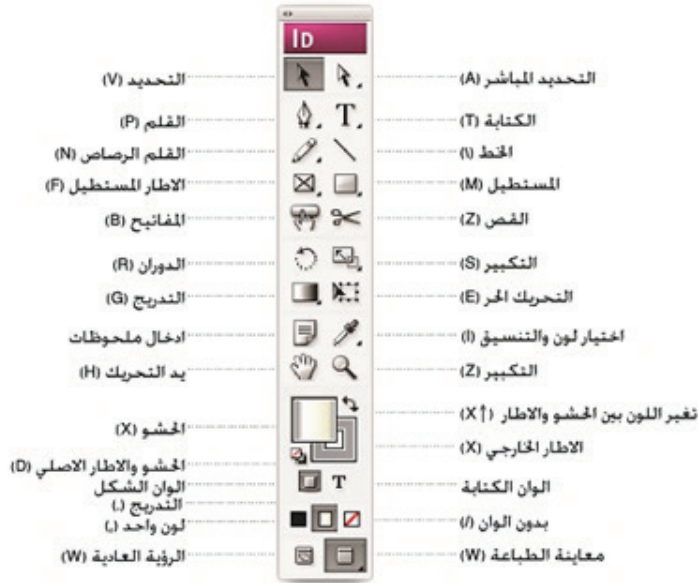 ID
التحديد المباشر (A)
التحديد (V)
الكتابة (T)
القلم (P)
الخط (\)
القلم الرصاص (N)
المستطيل (M)
الاطار المستطيل (F)
القص (Z)
المفاتيح (B)
التكبير (S)
الدوران (R)
التحريك الحر (E)
التدريج (G)
اختيار لون والتنسيق (I)
ادخال ملحوظات
التكبير (Z)
يد التحريك (H)
تغير اللون بين الحشو والاطار (↑X)
الحشو (X)
الاطار الخارجي (X)
الحشو والاطار الاصلي (D)
الوان الكتابة
الوان الشكل
التدريج (.)
بدون الوان (/)
لون واحد (,)
معاينة الطباعة (W)
الرؤية العادية (W)
T
T